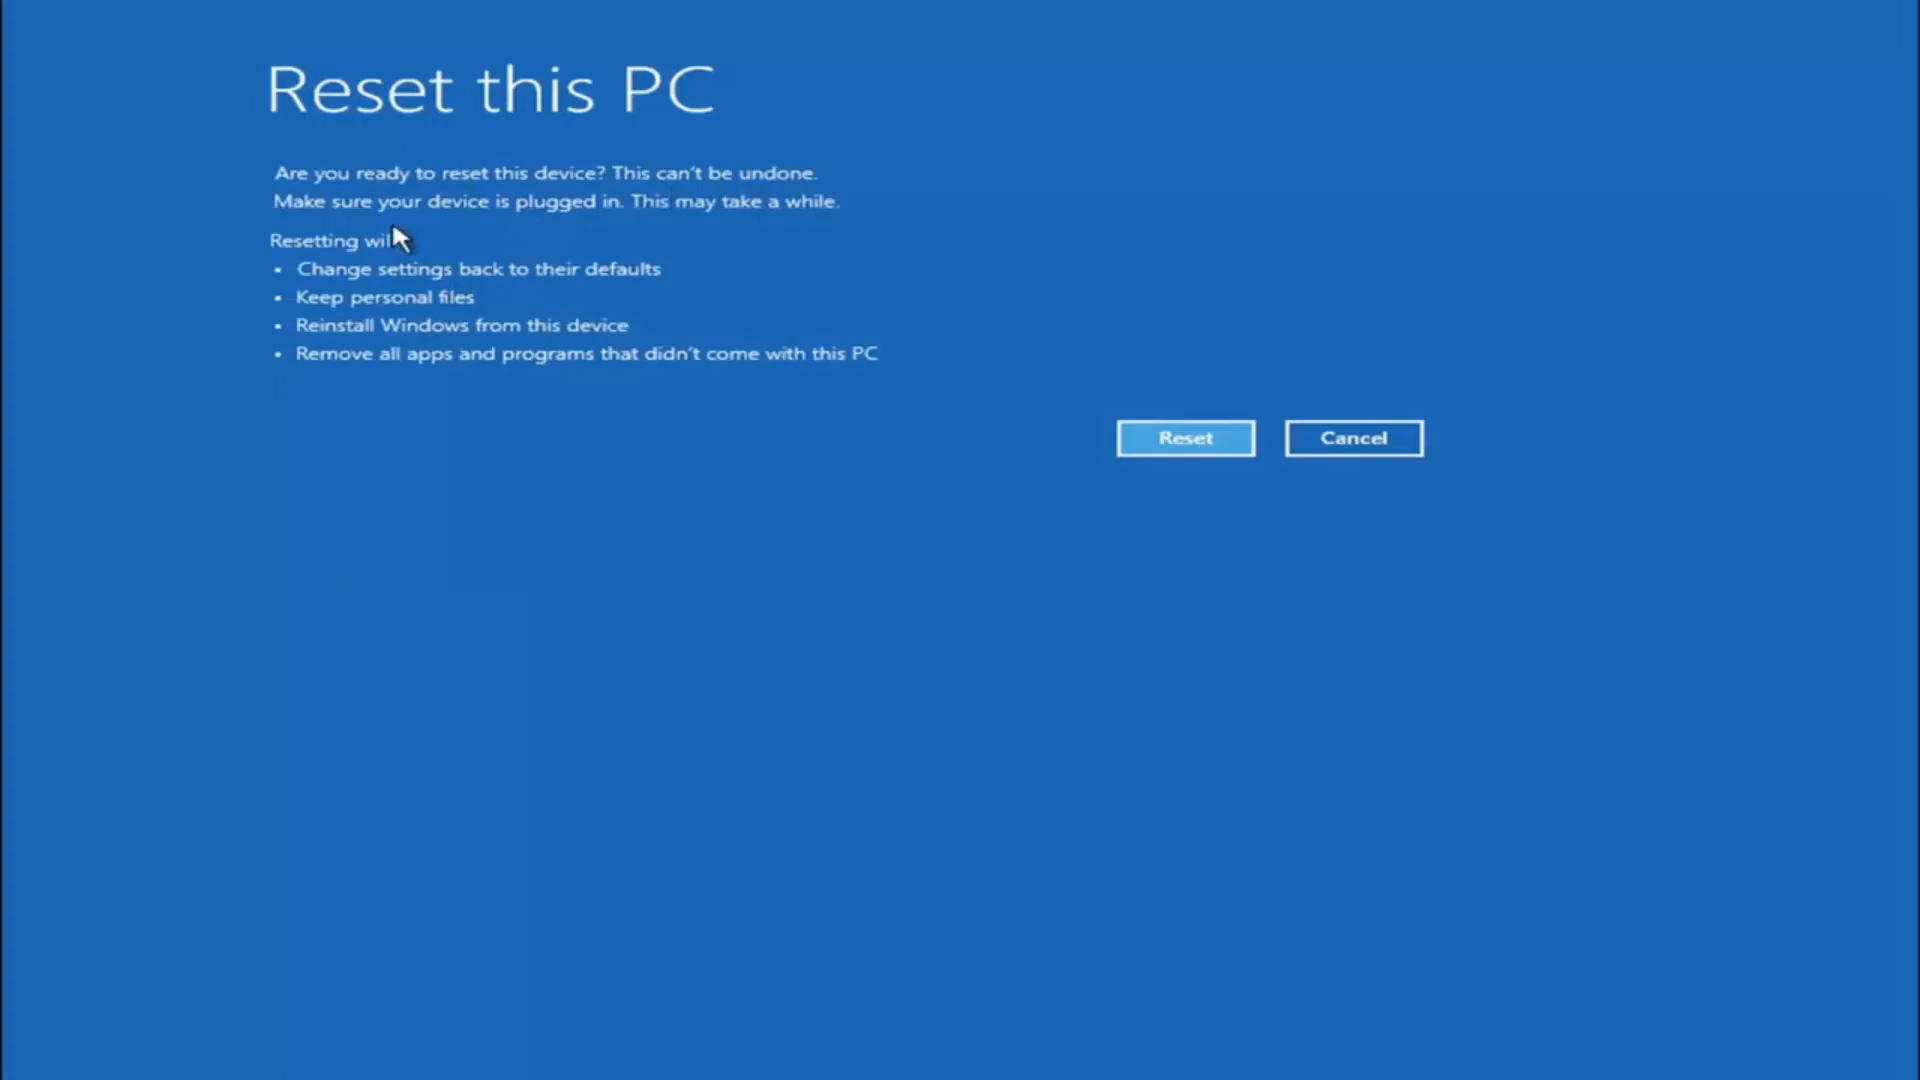 Reset this PC
Are you ready to reset this device? This can't be undone.
Make sure your device is plugged in. This may take a while.
Resetting wil
• Change settings back to their defaults
• Keep personal files
• Reinstall Windows from this device
• Remove all apps and programs that didn't come with this PC
Reset Cancel